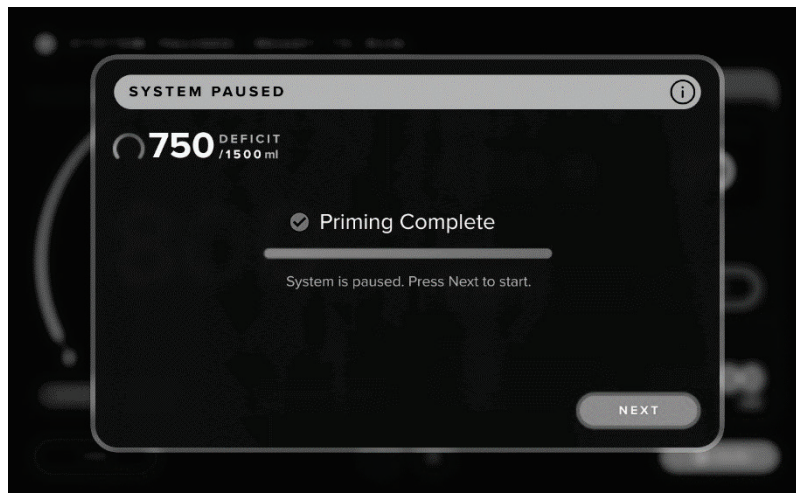 SYSTEM PAUSED
750 DEFICIT
/1500 ml
Priming Complete
System is paused. Press Next to start.
NEXT